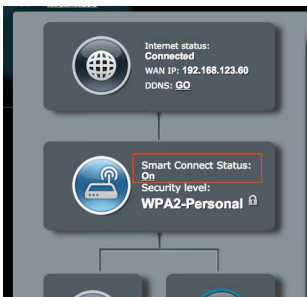 Internet status:
Connected
WAN IP: 192.168.123.60
DDNS: GO
Smart Connect Status:
On
Security level:
WPA2-Personal